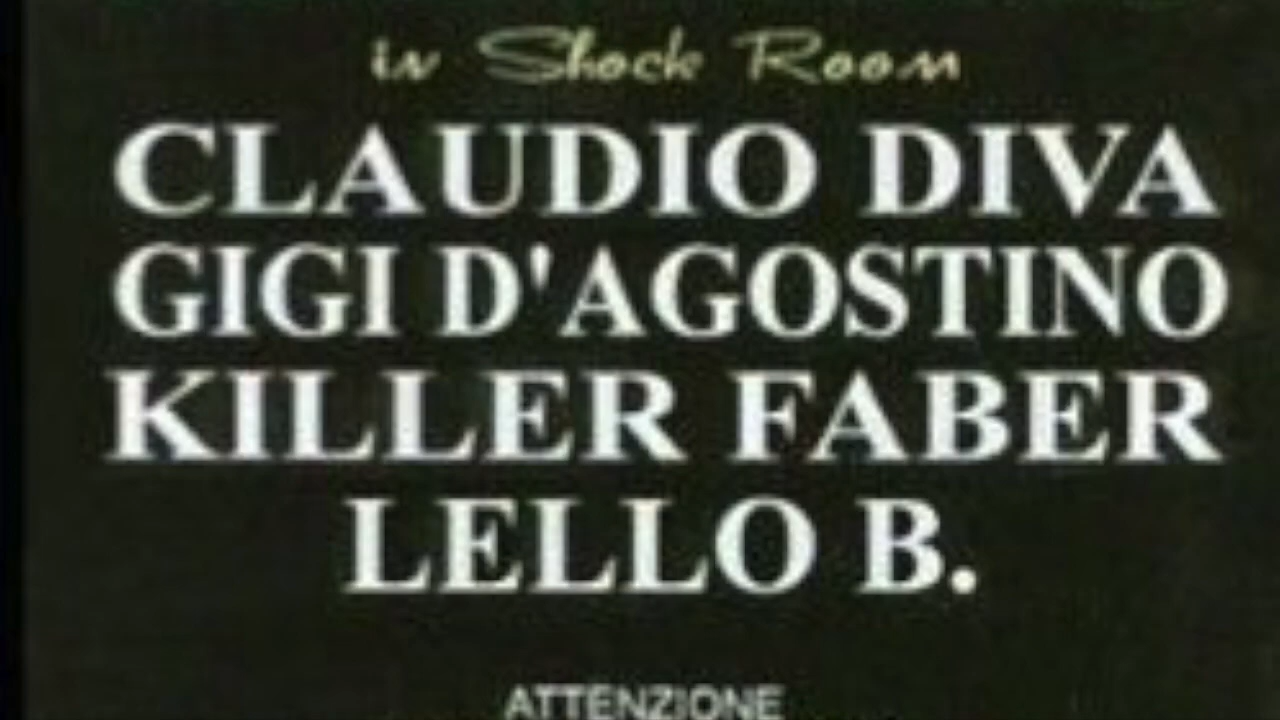 in Shock Room
CLAUDIO DIVA
GIGI D'AGOSTINO
KILLER FABER
LELLO B.
ATTENZIONE